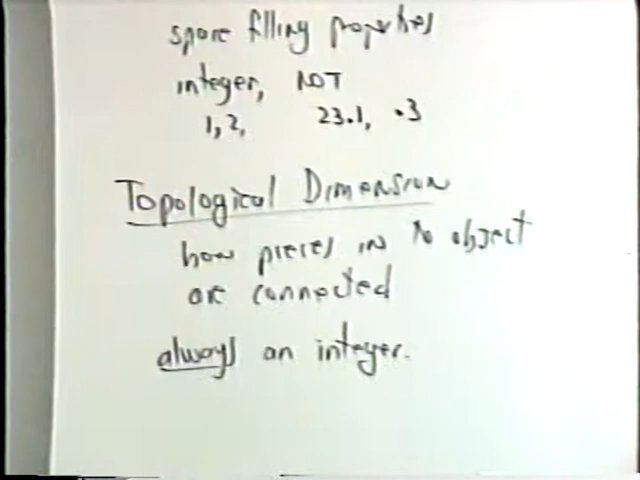 space filling properties
integer, NOT
1, 2, 23.1, .3
Topological Dimension
how pieces in to object
are connected
always an integer.